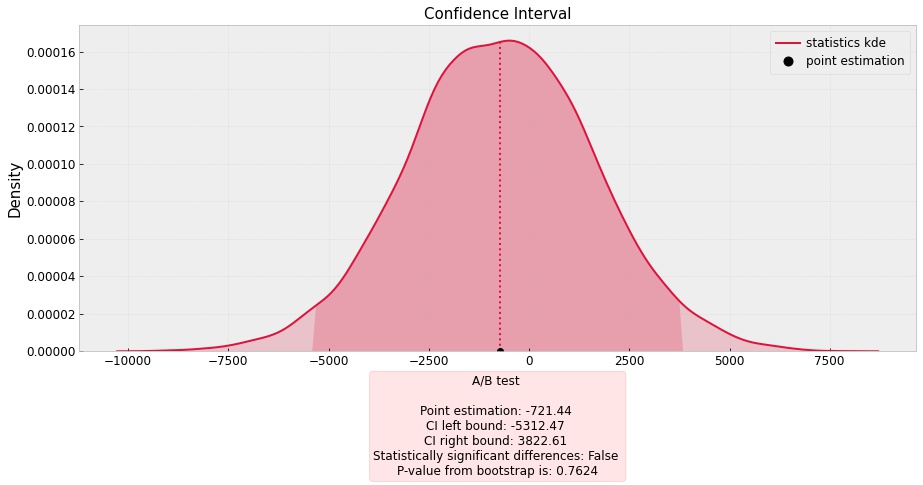 Confidence Interval
statistics kde
point estimation
Density
0.00016
0.00014
0.00012
0.00010
0.00008
0.00006
0.00004
0.00002
0.00000
−10000 −7500 −5000 −2500 0 2500 5000 7500
A/B test
Point estimation: -721.44
CI left bound: -5312.47
CI right bound: 3822.61
Statistically significant differences: False
P-value from bootstrap is: 0.7624